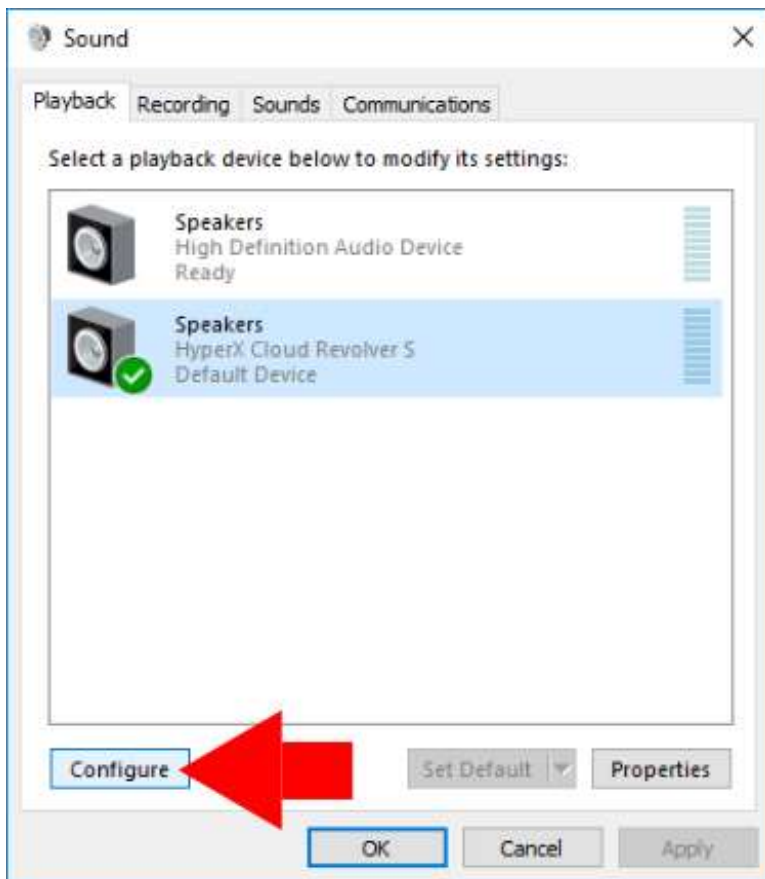 Sound
Playback Recording Sounds Communications
Select a playback device below to modify its settings:
Speakers
High Definition Audio Device
Ready
Speakers
HyperX Cloud Revolver S
Default Device
Configure Set Default Properties
OK Cancel Apply